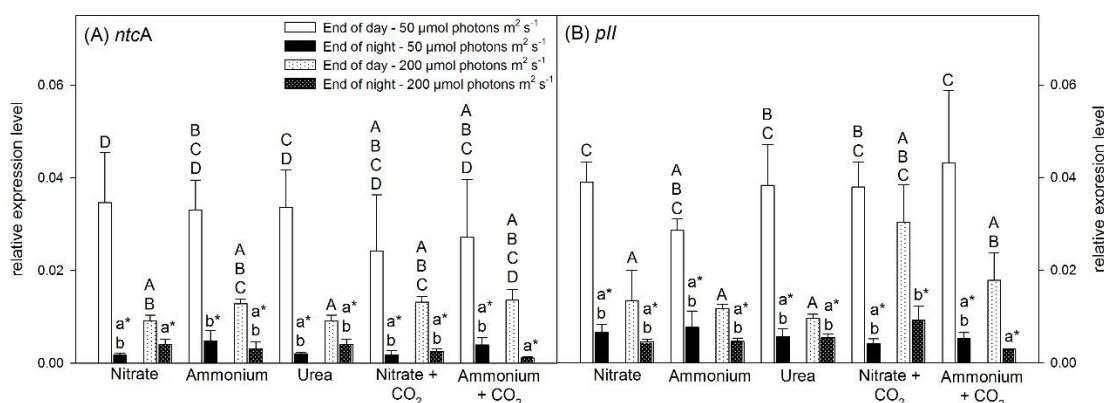 (A) ntcA
End of day - 50 µmol photons m² s⁻¹
End of night - 50 µmol photons m² s⁻¹
End of day - 200 µmol photons m² s⁻¹
End of night - 200 µmol photons m² s⁻¹
relative expression level
0.06
0.04
0.02
0.00
D
a*
A
B
a*
b
B
C
D
b*
A
B
C
a*
b
C
D
a*
b
A
a*
b
A
B
C
D
a*
b
A
B
C
a*
b
A
B
C
D
a*
b
A
B
C
D
a*
Nitrate
Ammonium
Urea
Nitrate +
CO₂
Ammonium
+ CO₂
(B) pII
C
a*
b
A
a*
b
A
B
C
a*
b
A
a*
b
B
C
a*
b
A
a*
b
B
C
a*
b
A
B
C
b*
C
a*
b
A
B
a*
Nitrate
Ammonium
Urea
Nitrate +
CO₂
Ammonium
+ CO₂
0.06
0.04
0.02
0.00
relative expression level